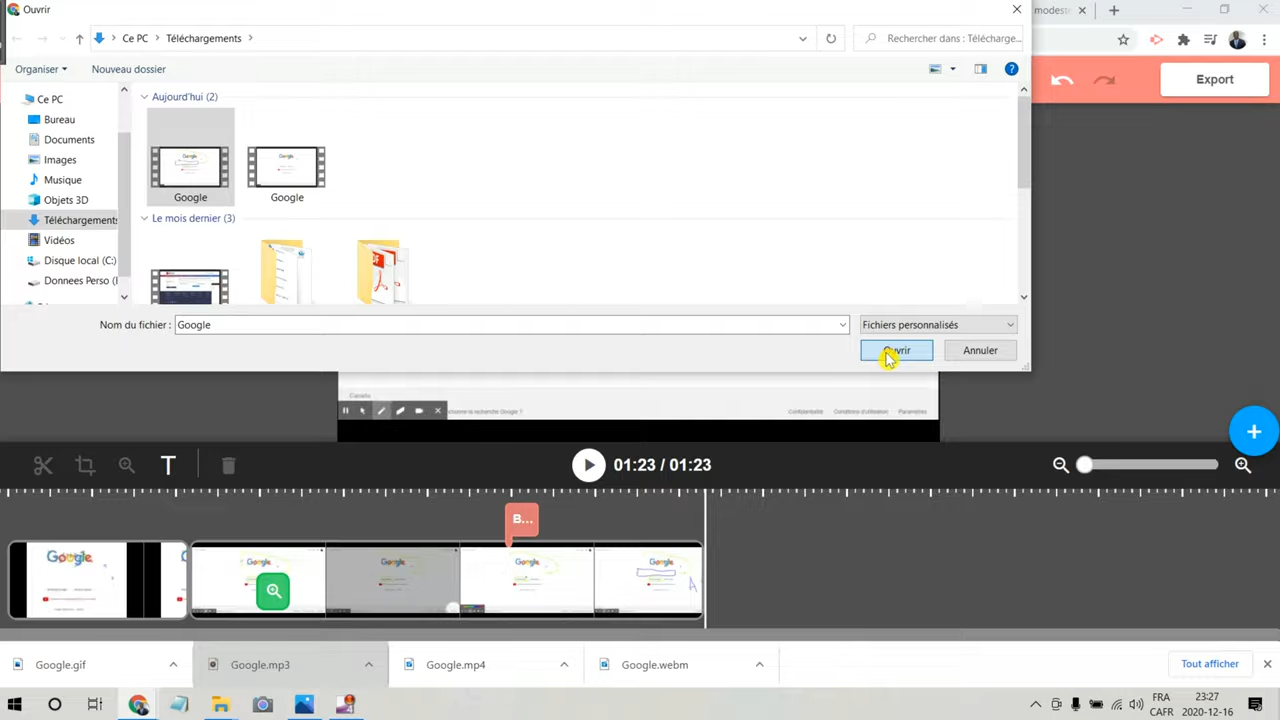 Ouvrir
modest
Ce PC
Téléchargements
Rechercher dans : Télécharge...
Organiser
Nouveau dossier
Export
Ce PC
Bureau
Documents
Images
Musique
Objets 3D
Téléchargements
Vidéos
Disque local (C:)
Donnees Perso (
Aujourd'hui (2)
Google
Google
Le mois dernier (3)
Nom du fichier :
Google
Fichiers personnalisés
Ouvrir
Annuler
Canada
Confidentialité
Conditions d'utilisation
Paramètres
T
01:23 / 01:23
B...
Google
Google.gif
Google.mp3
Google.mp4
Google.webm
Tout afficher
FRA
CAFR
23:27
2020-12-16